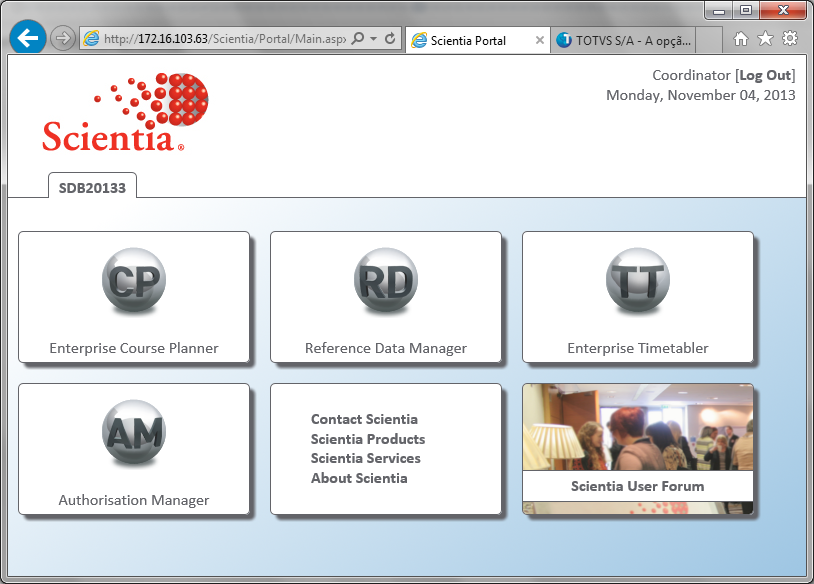 http://172.16.103.63/Scientia/Portal/Main.aspx
Scientia Portal
TOTVS S/A - A opçã...
Coordinator [Log Out]
Monday, November 04, 2013
Scientia®
SDB20133
CP
Enterprise Course Planner
RD
Reference Data Manager
TT
Enterprise Timetabler
AM
Authorisation Manager
Contact Scientia
Scientia Products
Scientia Services
About Scientia
Scientia User Forum